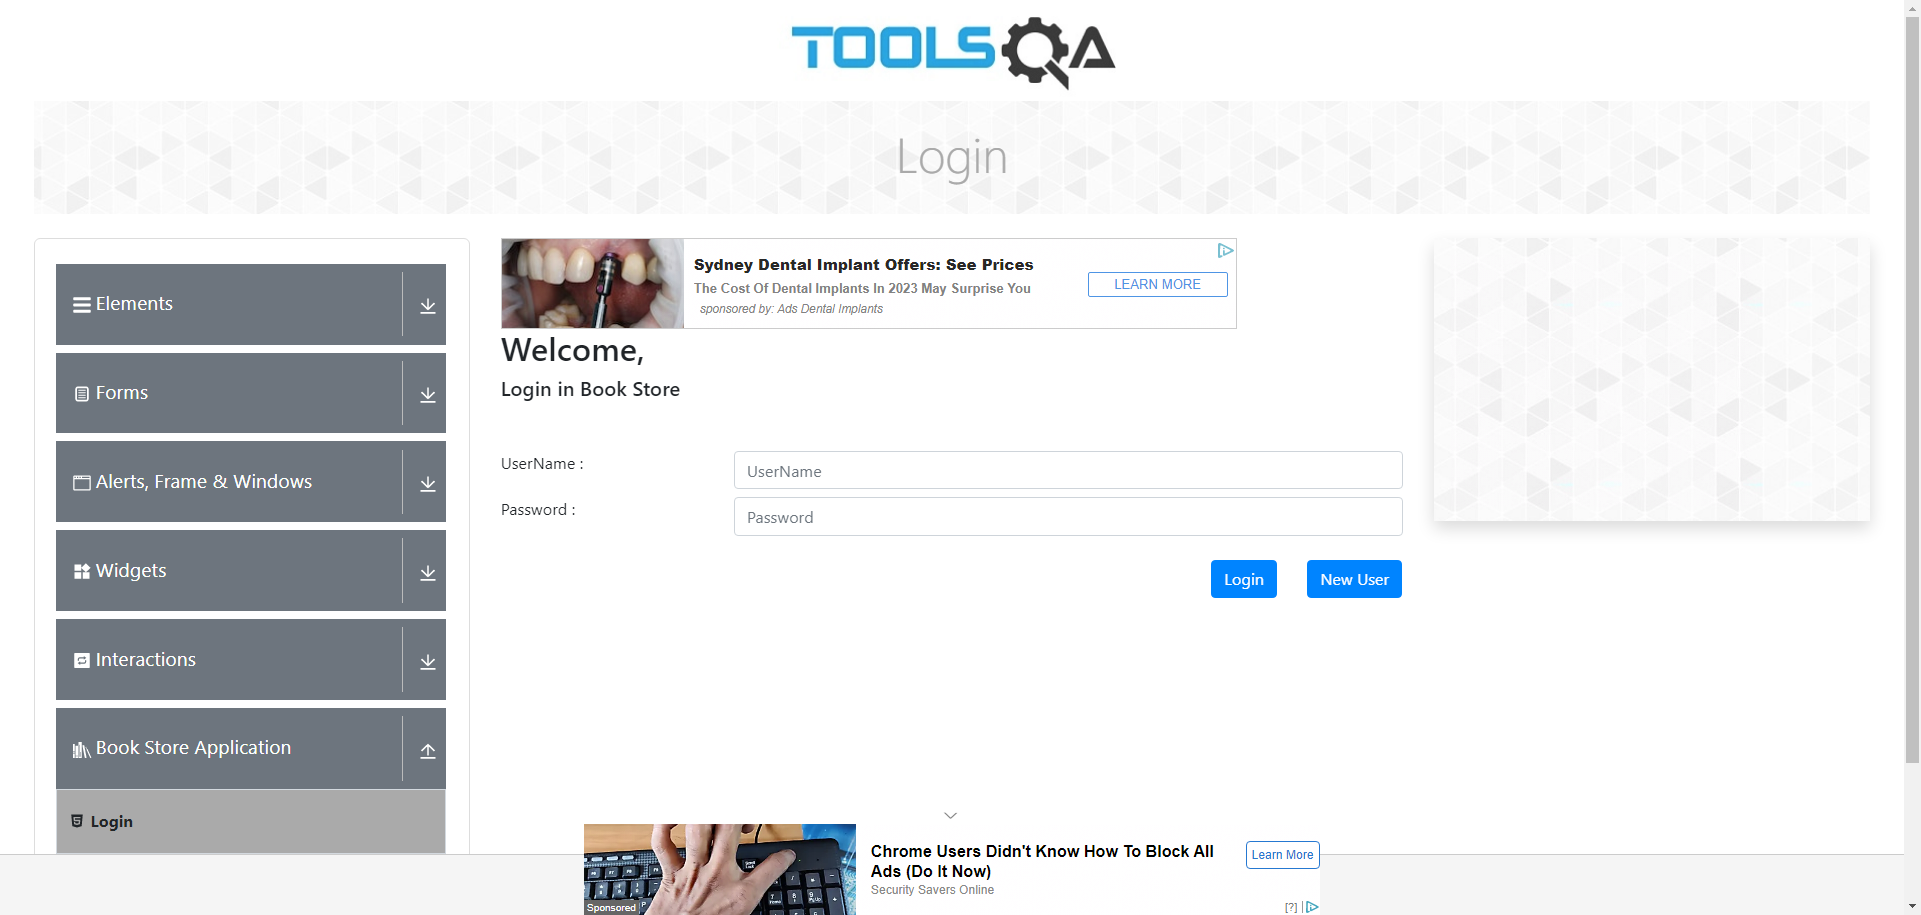 TOOLSQA
Login
Elements
Forms
Alerts, Frame & Windows
Widgets
Interactions
Book Store Application
Login
Sydney Dental Implant Offers: See Prices
The Cost Of Dental Implants In 2023 May Surprise You
sponsored by: Ads Dental Implants
LEARN MORE
Welcome,
Login in Book Store
UserName :
UserName
Password :
Password
Login
New User
Chrome Users Didn't Know How To Block All
Ads (Do It Now)
Security Savers Online
Learn More
Sponsored
[?]